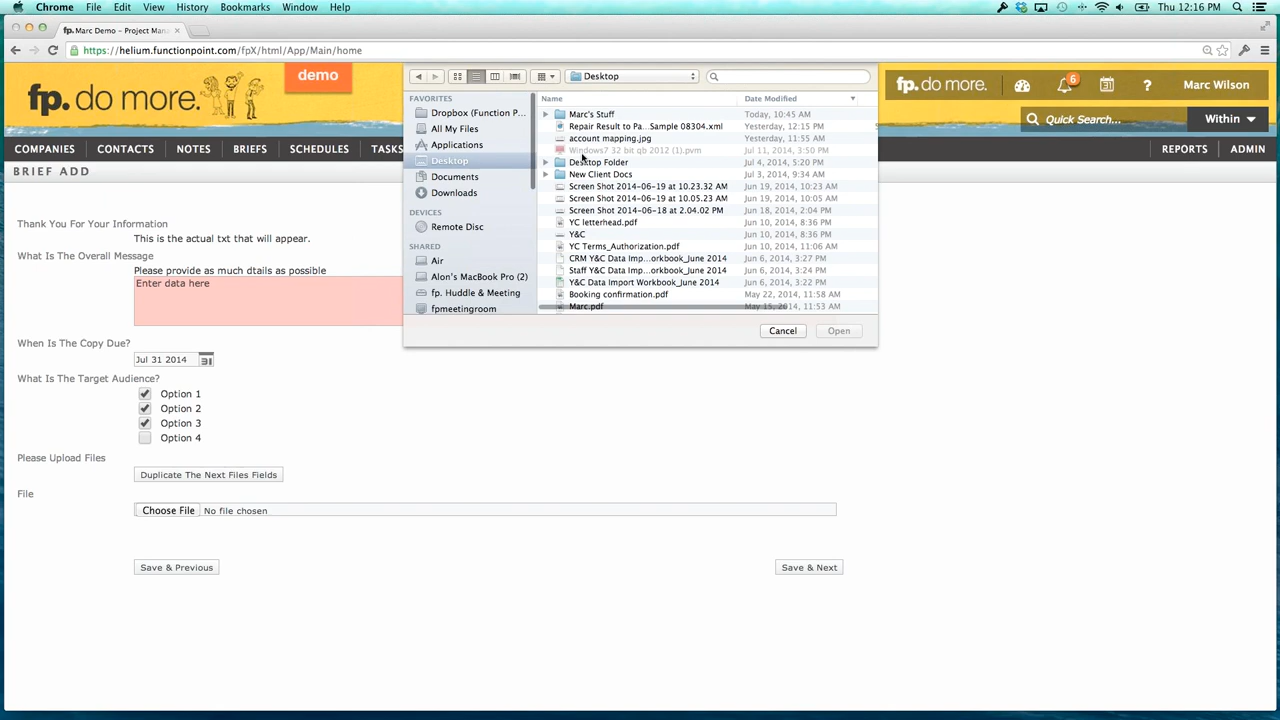 Chrome File Edit View History Bookmarks Window Help Thu 12:16 PM
fp. Marc Demo - Project Mana
https://helium.functionpoint.com/fpX/html/App/Main/home
fp. do more.
demo
fp. do more. 6 ? Marc Wilson
Quick Search... Within
COMPANIES CONTACTS NOTES BRIEFS SCHEDULES TASKS REPORTS ADMIN
BRIEF ADD
Desktop
FAVORITES
Dropbox (Function P...
All My Files
Applications
Desktop
Documents
Downloads
DEVICES
Remote Disc
SHARED
Air
Alon's MacBook Pro (2)
fp. Huddle & Meeting
fpmeetingroom
Name Date Modified
Marc's Stuff Today, 10:45 AM
Repair Result to Pa...Sample 08304.xml Yesterday, 12:15 PM
account mapping.jpg Yesterday, 11:55 AM
Windows7 32 bit qb 2012 (1).pvm Jul 11, 2014, 3:50 PM
Desktop Folder Jul 4, 2014, 5:20 PM
New Client Docs Jul 3, 2014, 9:34 AM
Screen Shot 2014-06-19 at 10.23.32 AM Jun 19, 2014, 10:23 AM
Screen Shot 2014-06-19 at 10.05.23 AM Jun 19, 2014, 10:05 AM
Screen Shot 2014-06-18 at 2.04.02 PM Jun 18, 2014, 2:04 PM
YC letterhead.pdf Jun 10, 2014, 8:36 PM
Y&C Jun 10, 2014, 8:36 PM
YC Terms_Authorization.pdf Jun 10, 2014, 11:06 AM
CRM Y&C Data Imp...orkbook_June 2014 Jun 6, 2014, 3:27 PM
Staff Y&C Data Imp...orkbook_June 2014 Jun 6, 2014, 3:24 PM
Y&C Data Import Workbook_June 2014 Jun 6, 2014, 3:22 PM
Booking confirmation.pdf May 22, 2014, 11:58 AM
Marc.pdf May 15, 2014, 11:53 AM
Cancel Open
Thank You For Your Information
This is the actual txt that will appear.
What Is The Overall Message
Please provide as much dtails as possible
Enter data here
When Is The Copy Due?
Jul 31 2014 31
What Is The Target Audience?
Option 1
Option 2
Option 3
Option 4
Please Upload Files
Duplicate The Next Files Fields
File
Choose File No file chosen
Save & Previous Save & Next